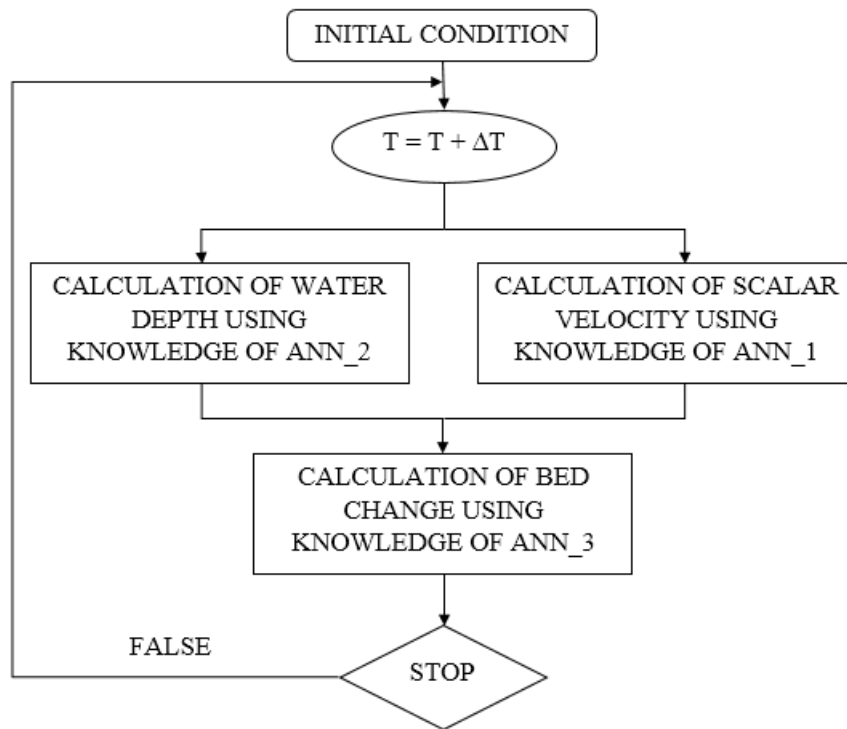 INITIAL CONDITION
T = T + ΔT
CALCULATION OF WATER
DEPTH USING
KNOWLEDGE OF ANN_2
CALCULATION OF SCALAR
VELOCITY USING
KNOWLEDGE OF ANN_1
CALCULATION OF BED
CHANGE USING
KNOWLEDGE OF ANN_3
FALSE
STOP